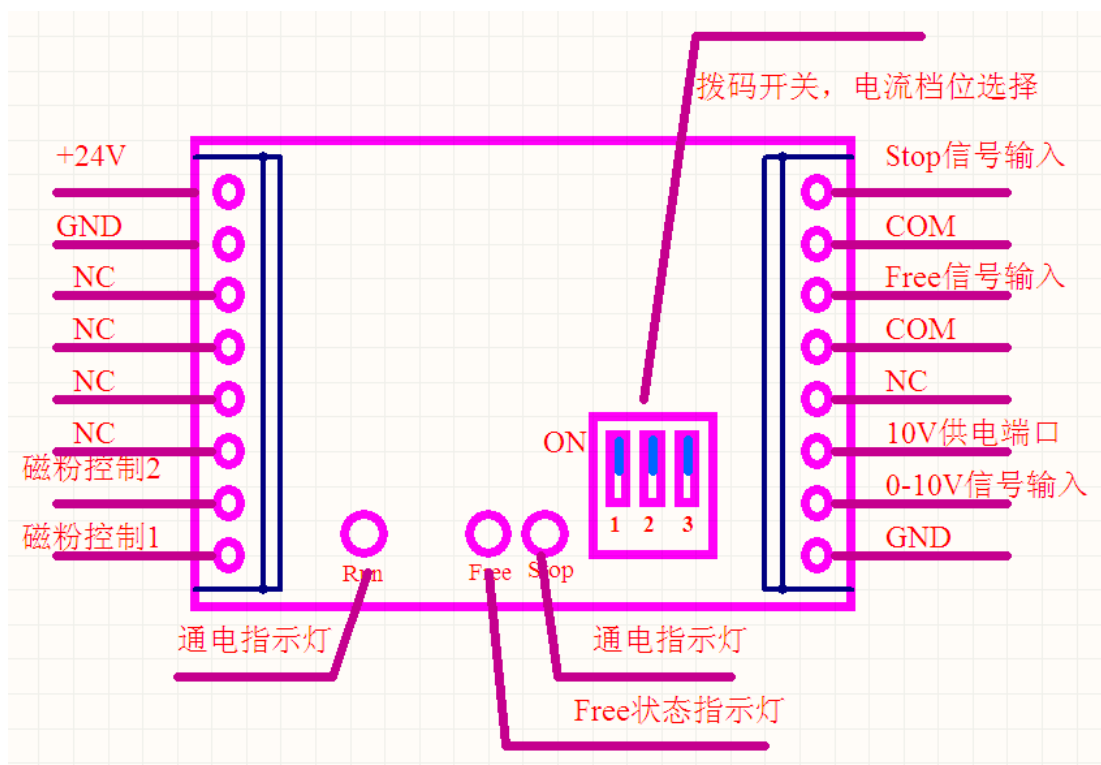 拨码开关，电流档位选择
+24V
GND
NC
NC
NC
NC
磁粉控制2
磁粉控制1
Stop信号输入
COM
Free信号输入
COM
NC
10V供电端口
0-10V信号输入
GND
ON
1 2 3
Run
Free
Stop
通电指示灯
通电指示灯
Free状态指示灯